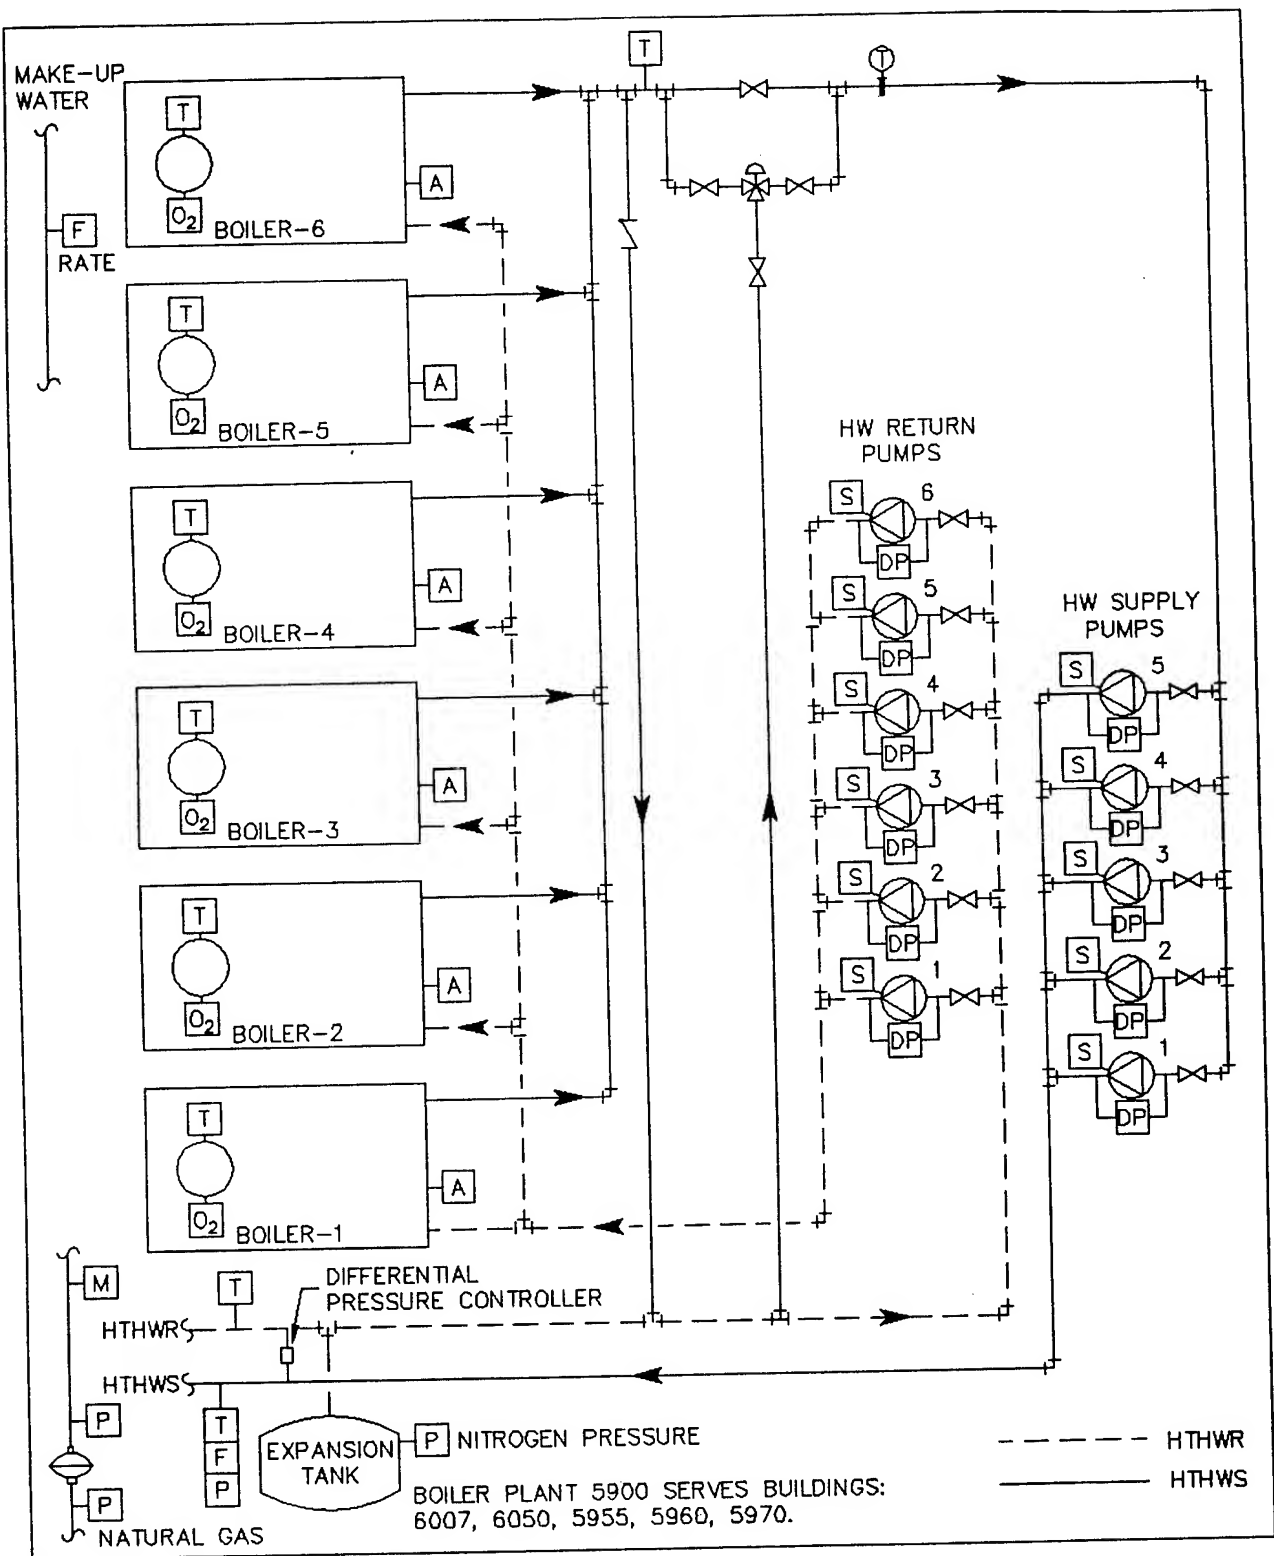 MAKE-UP
WATER
F
RATE
T
O2
BOILER-6
A
T
T
T
O2
BOILER-5
A
T
O2
BOILER-4
A
T
O2
BOILER-3
A
T
O2
BOILER-2
A
T
O2
BOILER-1
A
HW RETURN
PUMPS
S
6
DP
S
5
DP
S
4
DP
S
3
DP
S
2
DP
S
1
DP
HW SUPPLY
PUMPS
S
5
DP
S
4
DP
S
3
DP
S
2
DP
S
1
DP
M
T
DIFFERENTIAL
PRESSURE CONTROLLER
HTHWR
HTHWS
P
T
F
P
P
NATURAL GAS
EXPANSION
TANK
P
NITROGEN PRESSURE
BOILER PLANT 5900 SERVES BUILDINGS:
6007, 6050, 5955, 5960, 5970.
HTHWR
HTHWS